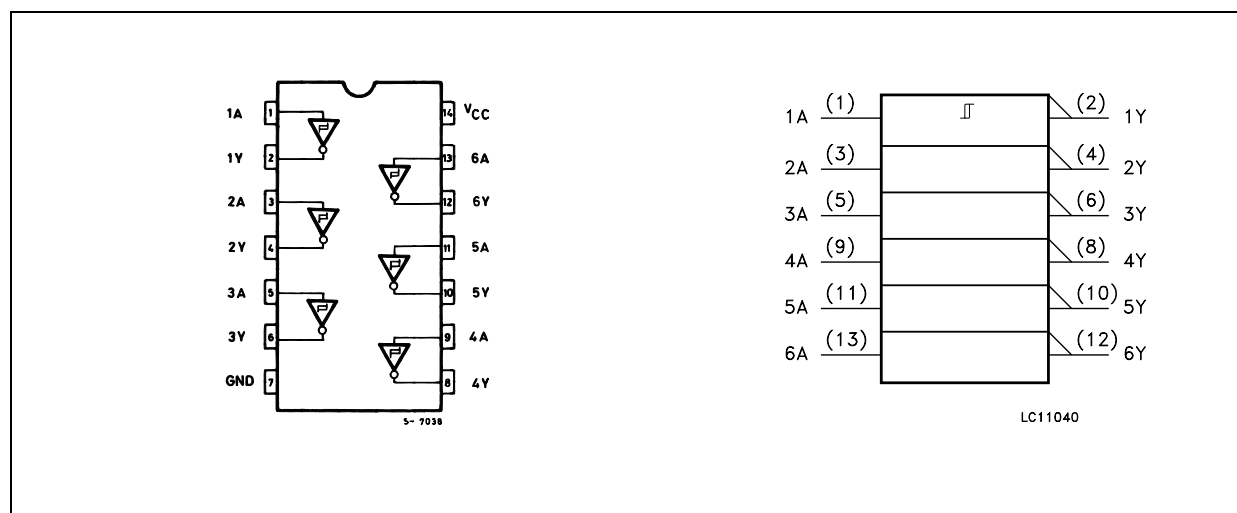 1A 1 14 VCC
1Y 2 13 6A
2A 3 12 6Y
2Y 4 11 5A
3A 5 10 5Y
3Y 6 9 4A
GND 7 8 4Y
S- 7038
1A (1) (2) 1Y
2A (3) (4) 2Y
3A (5) (6) 3Y
4A (9) (8) 4Y
5A (11) (10) 5Y
6A (13) (12) 6Y
LC11040